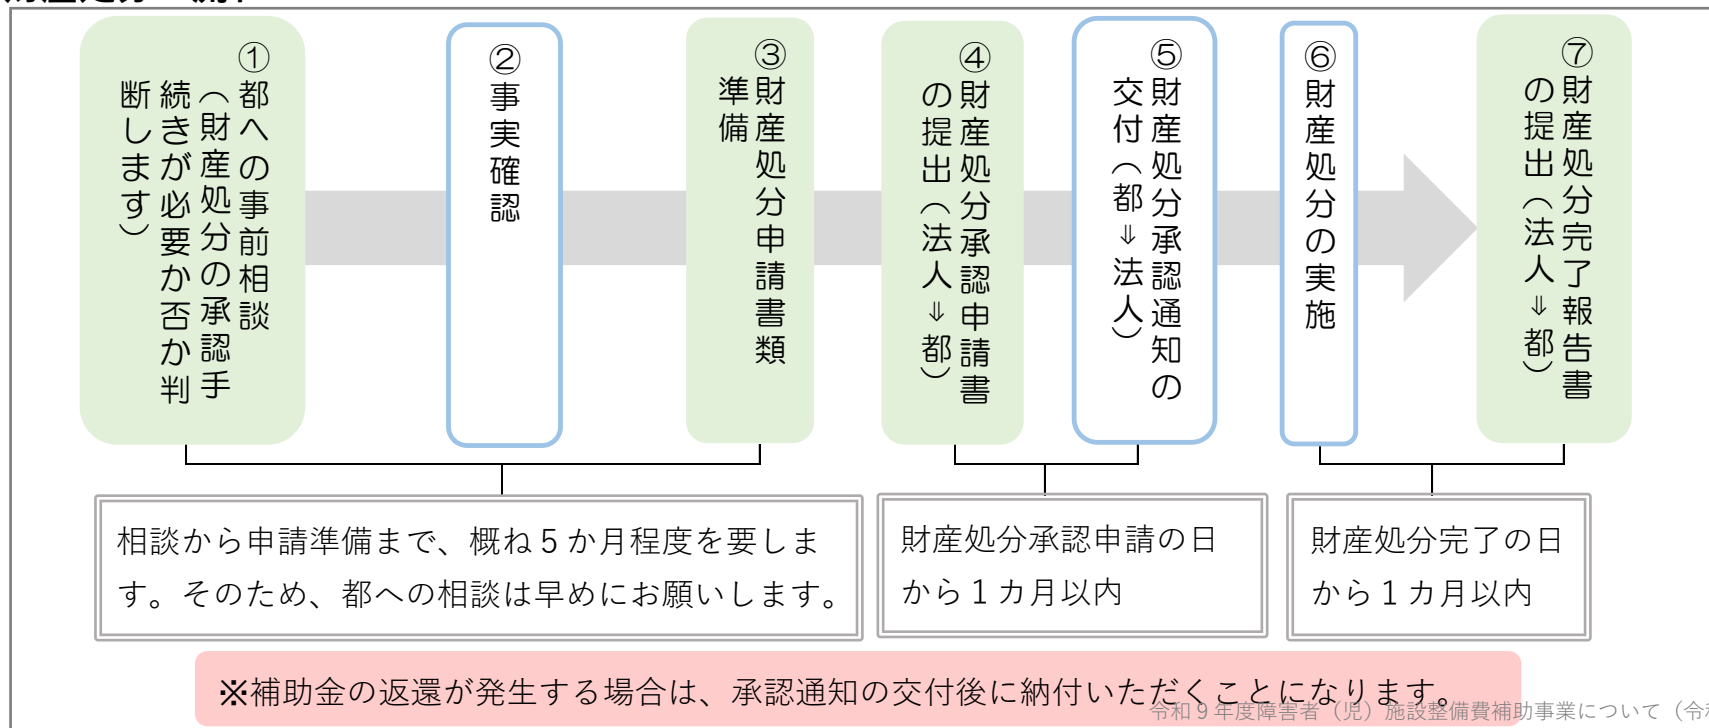 ①都への事前相談
（財産処分の承認手
続きが必要か否か判
断します）
②事実確認
③財産処分申請書類
準備
④財産処分承認申請書
の提出（法人⇒都）
⑤財産処分承認通知の
交付（都⇒法人）
⑥財産処分の実施
⑦財産処分完了報告書
の提出（法人⇒都）
相談から申請準備まで、概ね５か月程度を要しま
す。そのため、都への相談は早めにお願いします。
財産処分承認申請の日
から１カ月以内
財産処分完了の日
から１カ月以内
※補助金の返還が発生する場合は、承認通知の交付後に納付いただくことになります。
令和９年度障害者（児）施設整備費補助事業について（令和